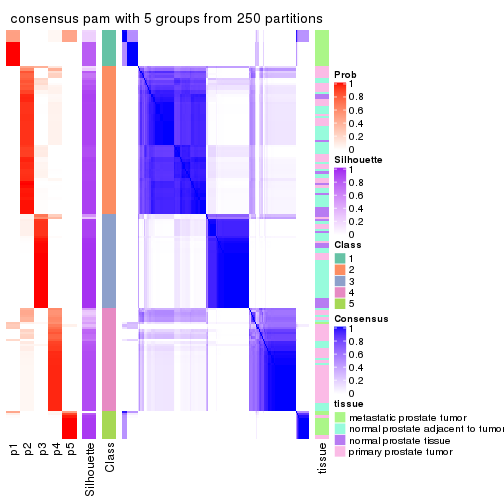 consensus pam with 5 groups from 250 partitions
Prob
1
0.8
0.6
0.4
0.2
0
Silhouette
1
0.8
0.6
0.4
0.2
0
Class
1
2
3
4
5
Consensus
1
0.8
0.6
0.4
0.2
0
tissue
metastatic prostate tumor
normal prostate adjacent to tumor
normal prostate tissue
primary prostate tumor
p1
p2
p3
p4
p5
Silhouette
Class
tissue